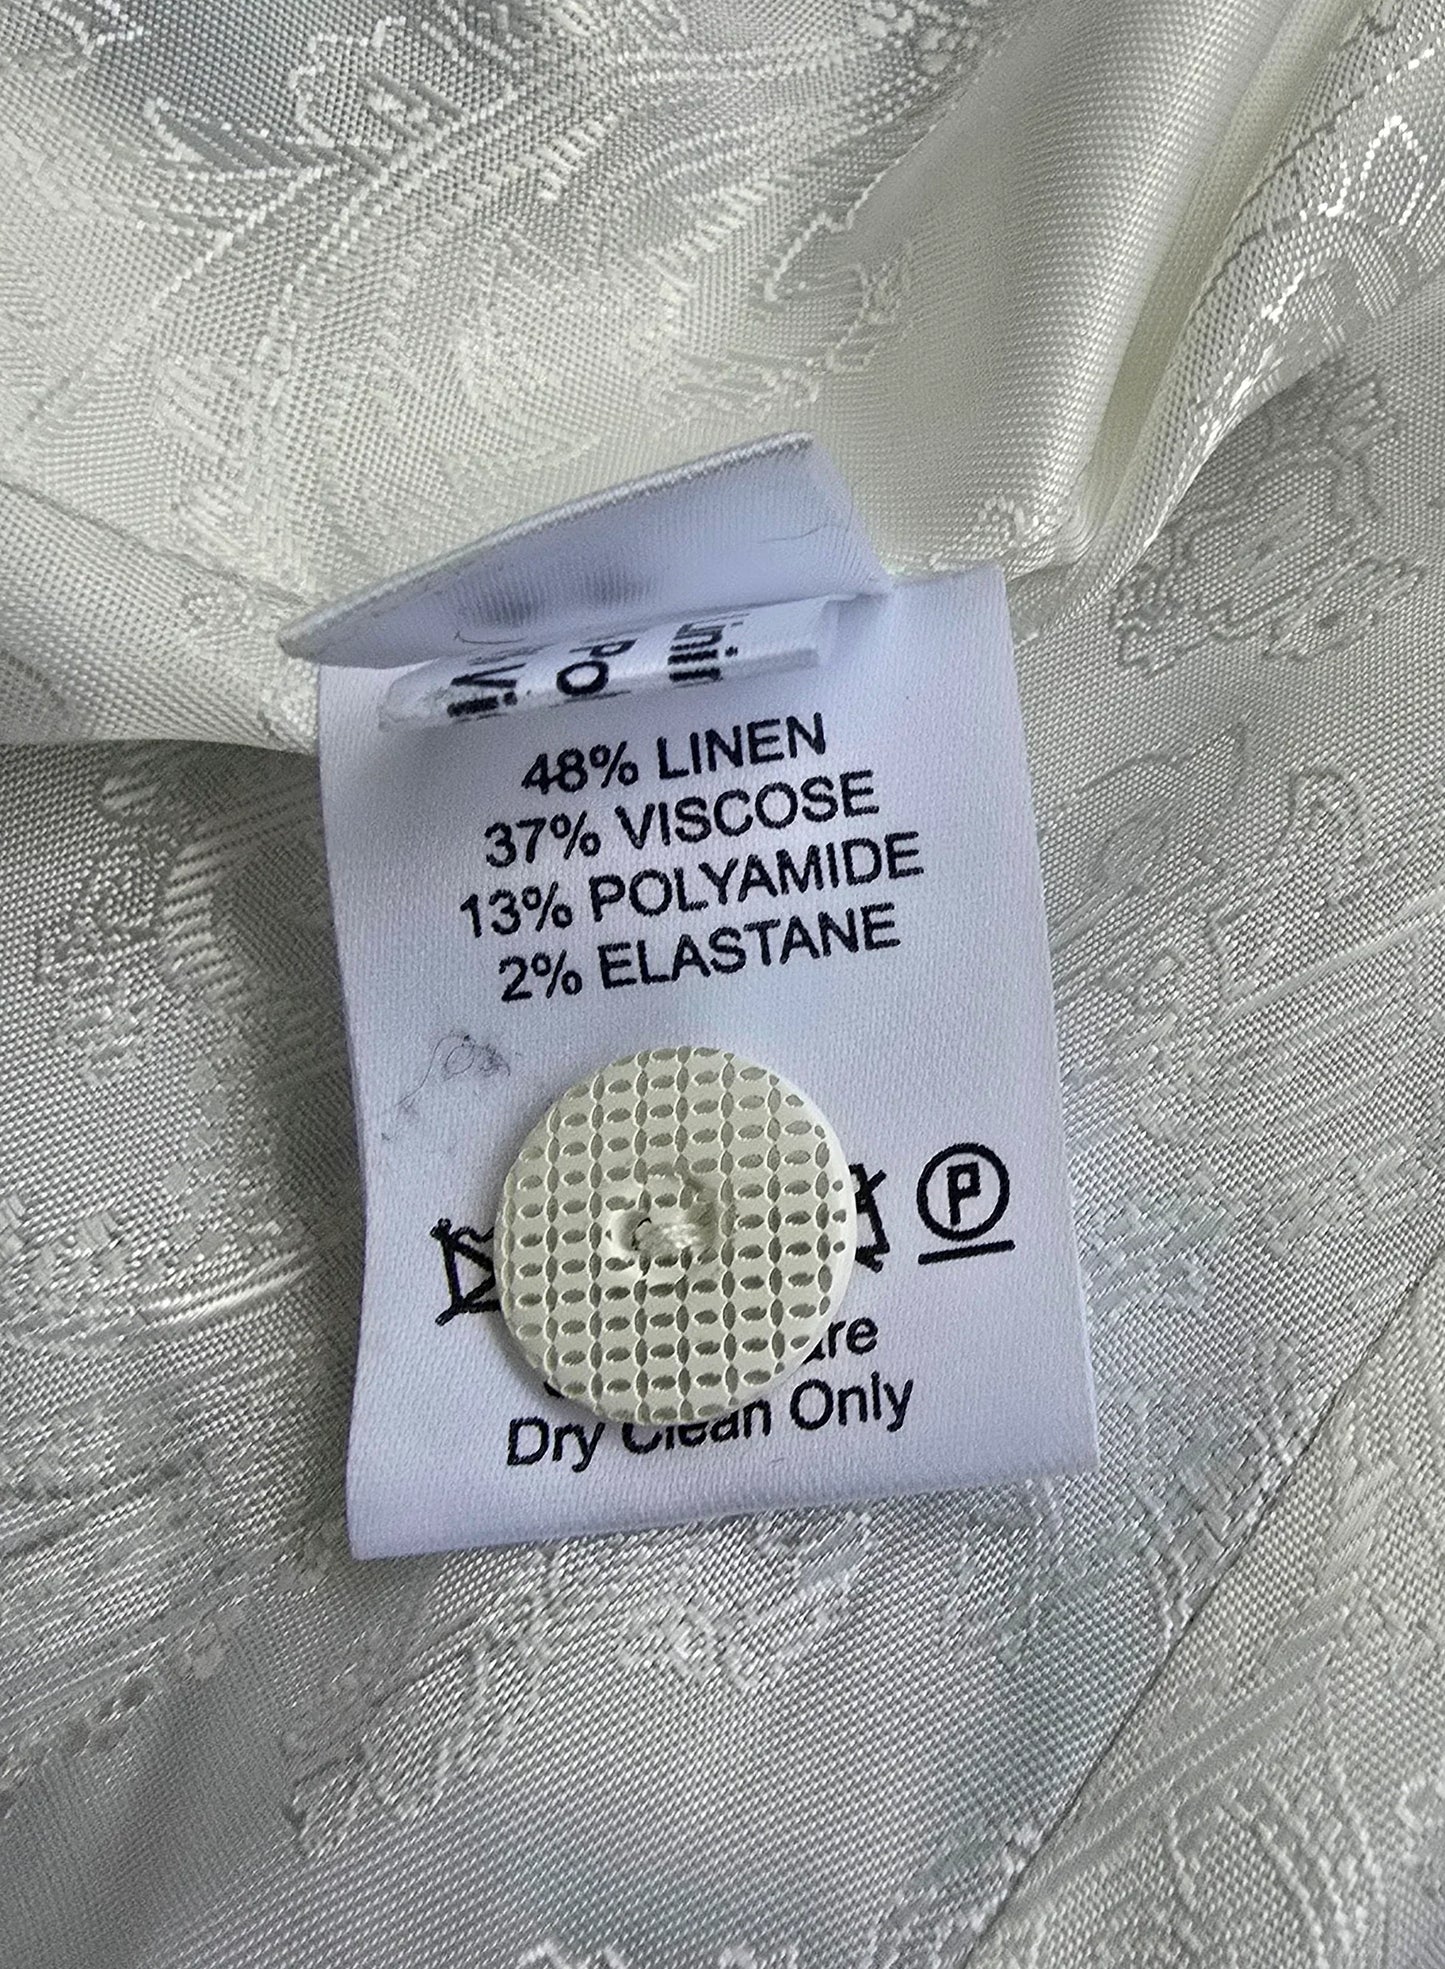 48% LINEN
37% VISCOSE
13% POLYAMIDE
2% ELASTANE
P
Dry Clean Only